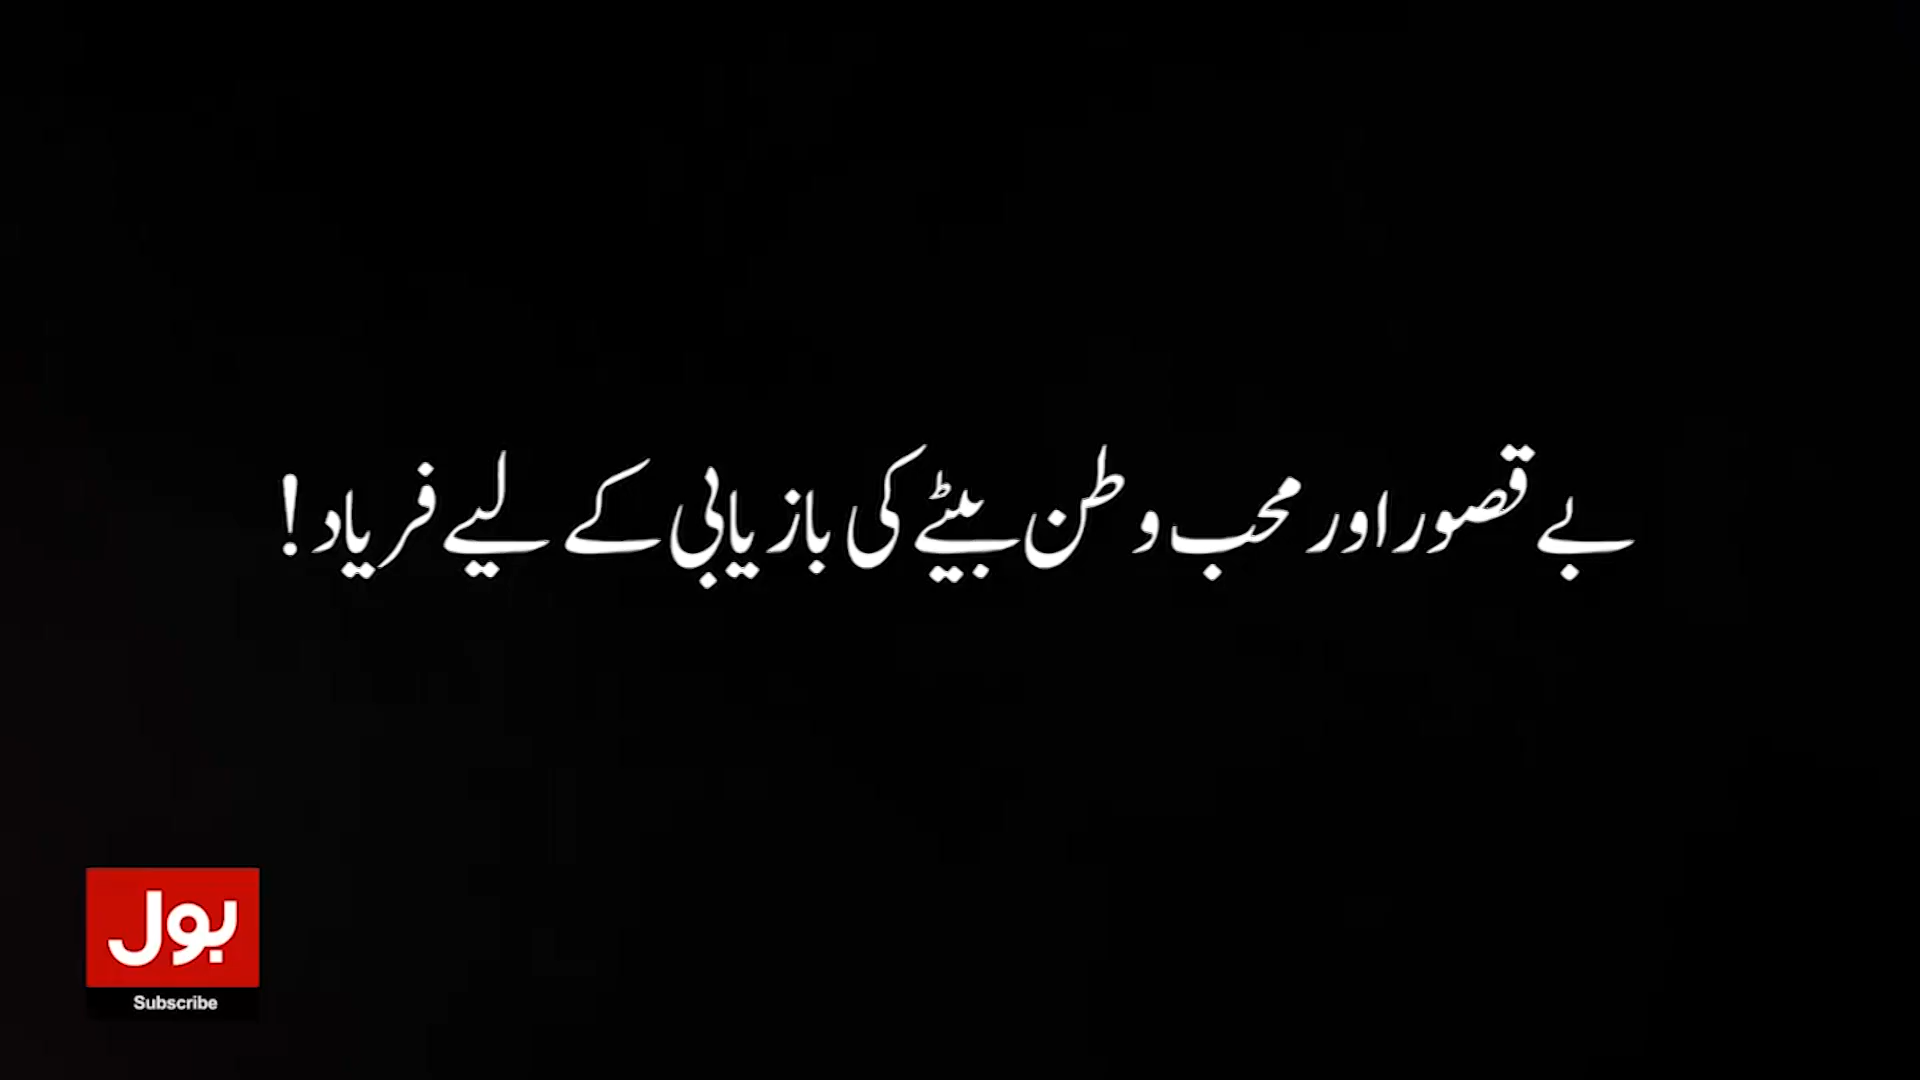 بے قصور اور محب وطن بیٹے کی بازیابی کے لیے فریاد!
بول
Subscribe